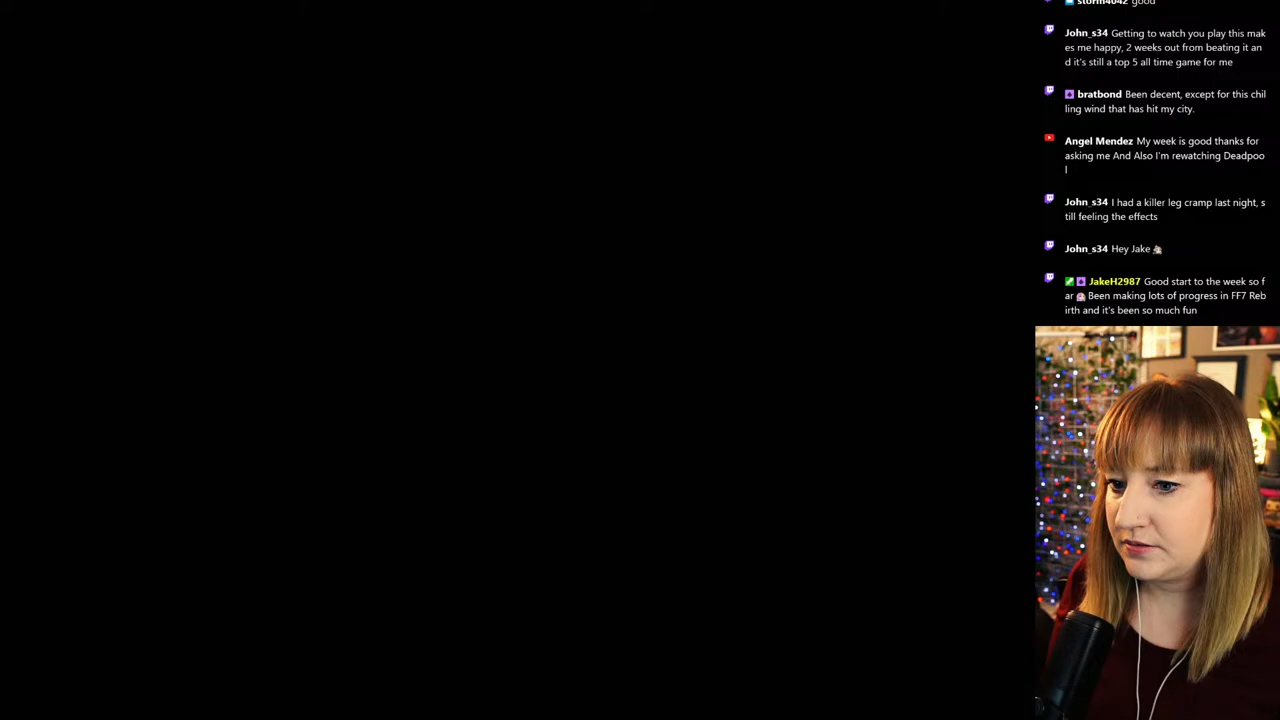 storm4042 good
John_s34 Getting to watch you play this mak
es me happy, 2 weeks out from beating it an
d it's still a top 5 all time game for me
bratbond Been decent, except for this chil
ling wind that has hit my city.
Angel Mendez My week is good thanks for
asking me And Also I'm rewatching Deadpoo
l
John_s34 I had a killer leg cramp last night, s
till feeling the effects
John_s34 Hey Jake
JakeH2987 Good start to the week so f
ar Been making lots of progress in FF7 Reb
irth and it's been so much fun